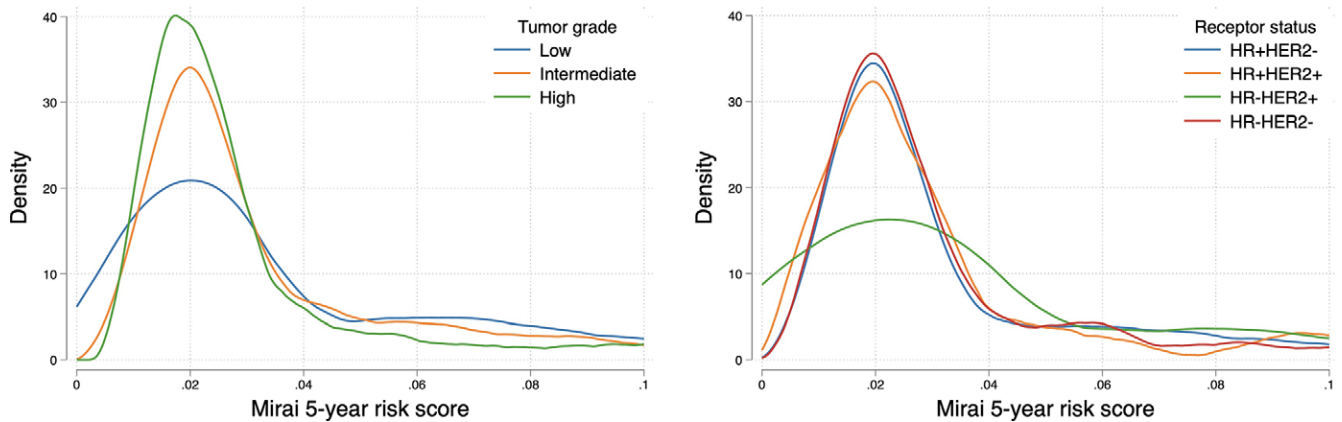 Tumor grade
Low
Intermediate
High
Density
40
30
20
10
0
0 .02 .04 .06 .08 .1
Mirai 5-year risk score
Receptor status
HR+HER2-
HR+HER2+
HR-HER2+
HR-HER2-
Density
40
30
20
10
0
0 .02 .04 .06 .08 .1
Mirai 5-year risk score